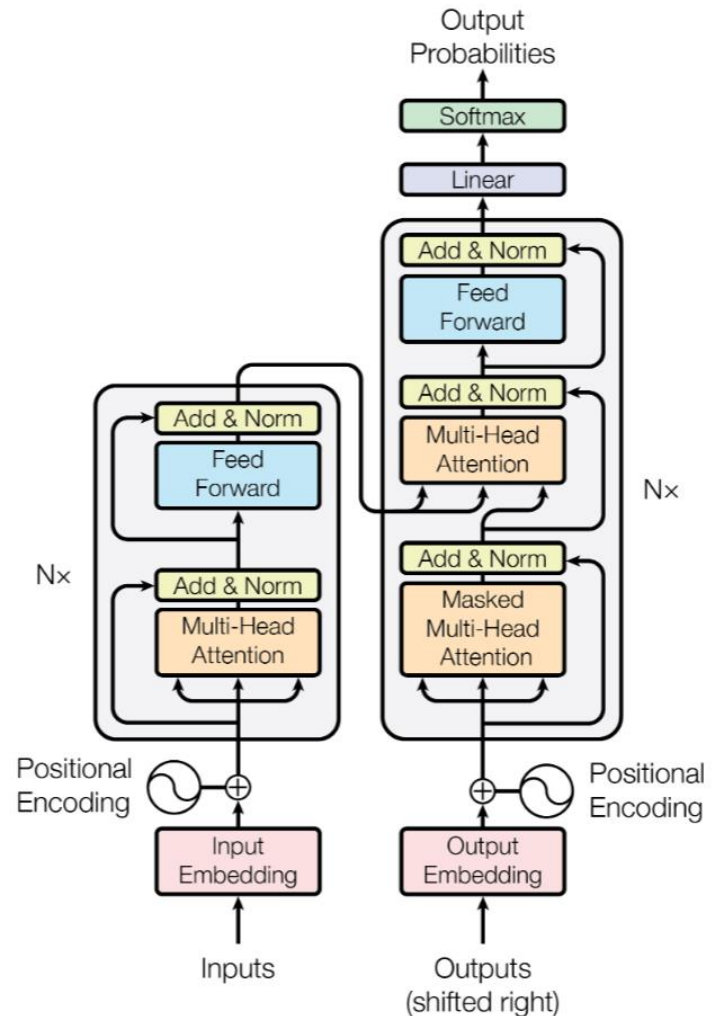 Output
Probabilities
Softmax
Linear
Add & Norm
Feed
Forward
Add & Norm
Multi-Head
Attention
Add & Norm
Masked
Multi-Head
Attention
Nx
Add & Norm
Feed
Forward
Add & Norm
Multi-Head
Attention
Nx
Positional
Encoding
Positional
Encoding
Input
Embedding
Output
Embedding
Inputs
Outputs
(shifted right)